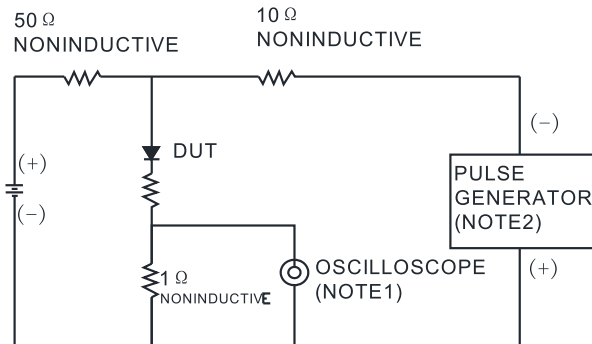 50 Ω
NONINDUCTIVE
10 Ω
NONINDUCTIVE
(−)
DUT
(+)
PULSE
GENERATOR
(NOTE2)
(−)
(+)
OSCILLOSCOPE
(NOTE1)
1 Ω
NONINDUCTIVE